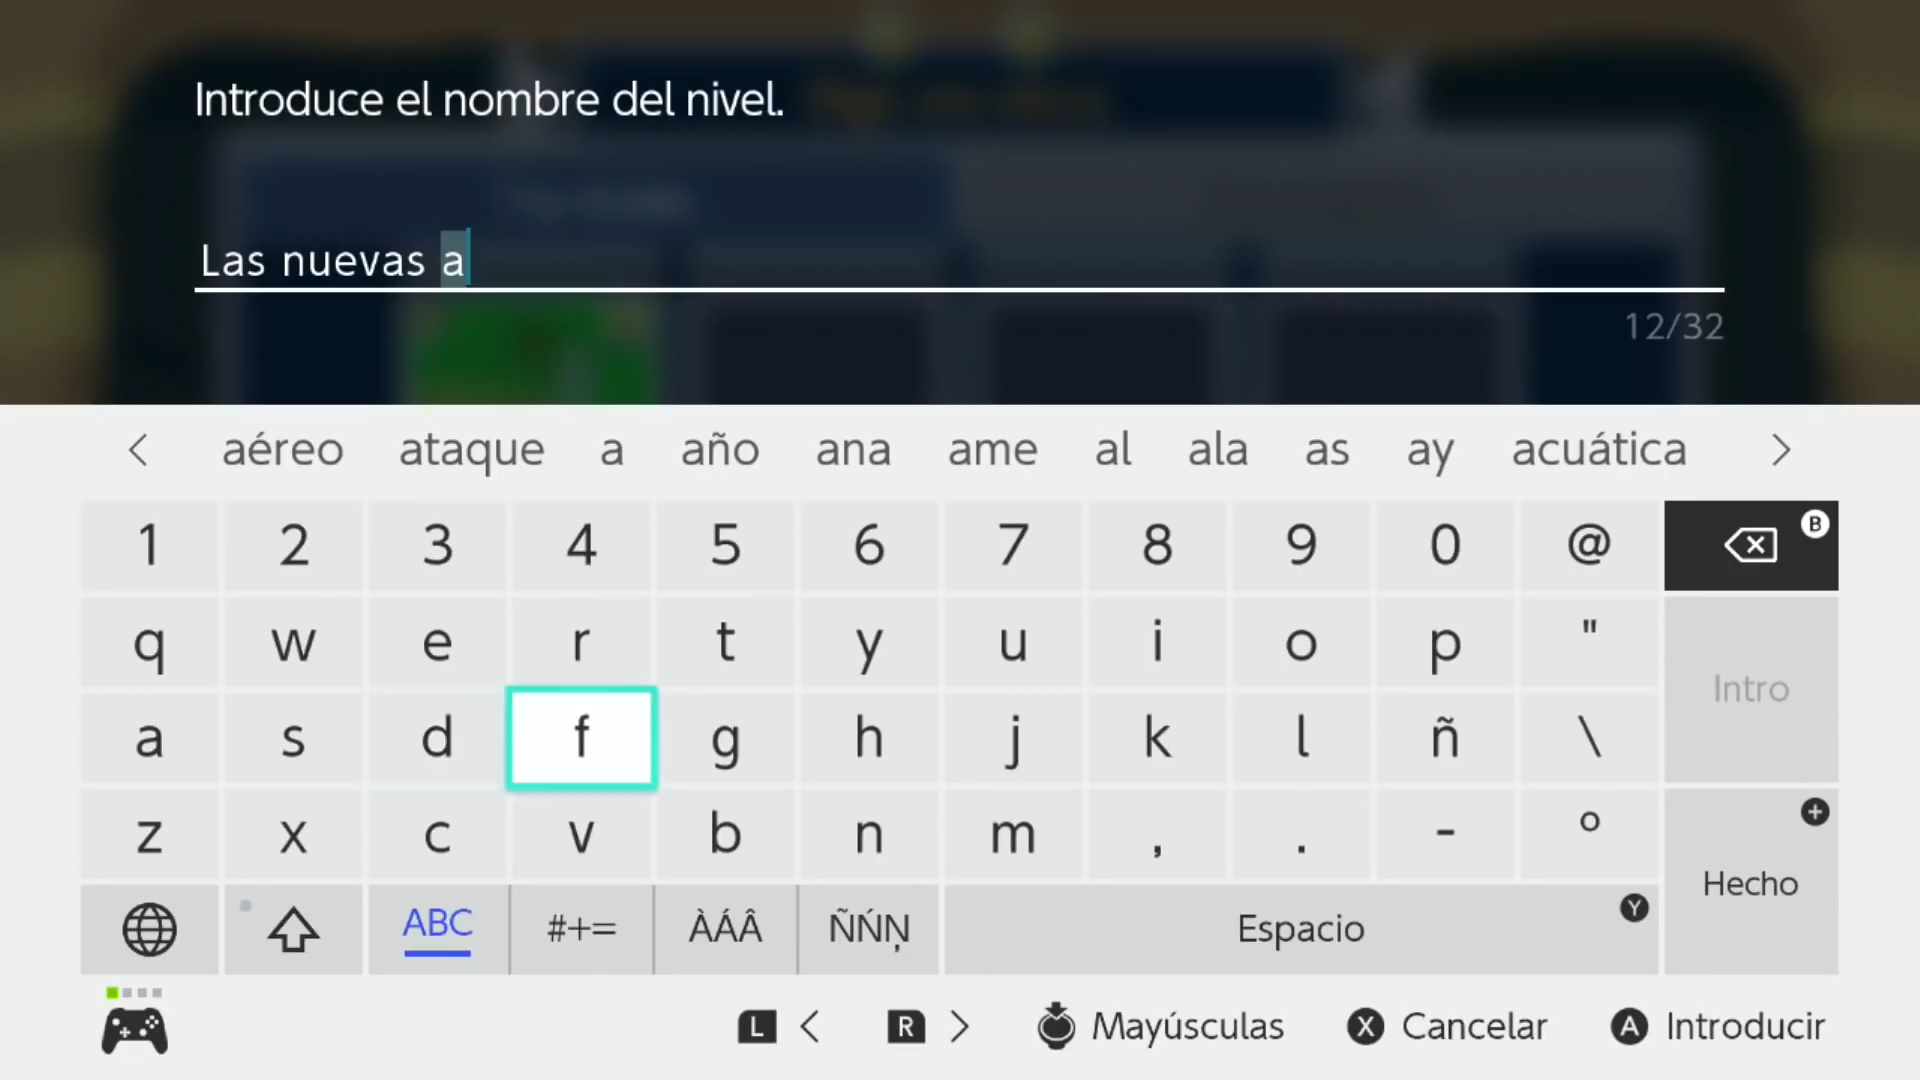 Introduce el nombre del nivel.
Las nuevas a
12/32
< aéreo ataque a año ana ame al ala as ay acuática >
1 2 3 4 5 6 7 8 9 0 @ B
q w e r t y u i o p "
Intro
a s d f g h j k l ñ \
z x c v b n m , . - º
+
Hecho
ABC #+= ÀÁÂ ÑŃŅ Espacio Y
L < R > Mayúsculas X Cancelar A Introducir